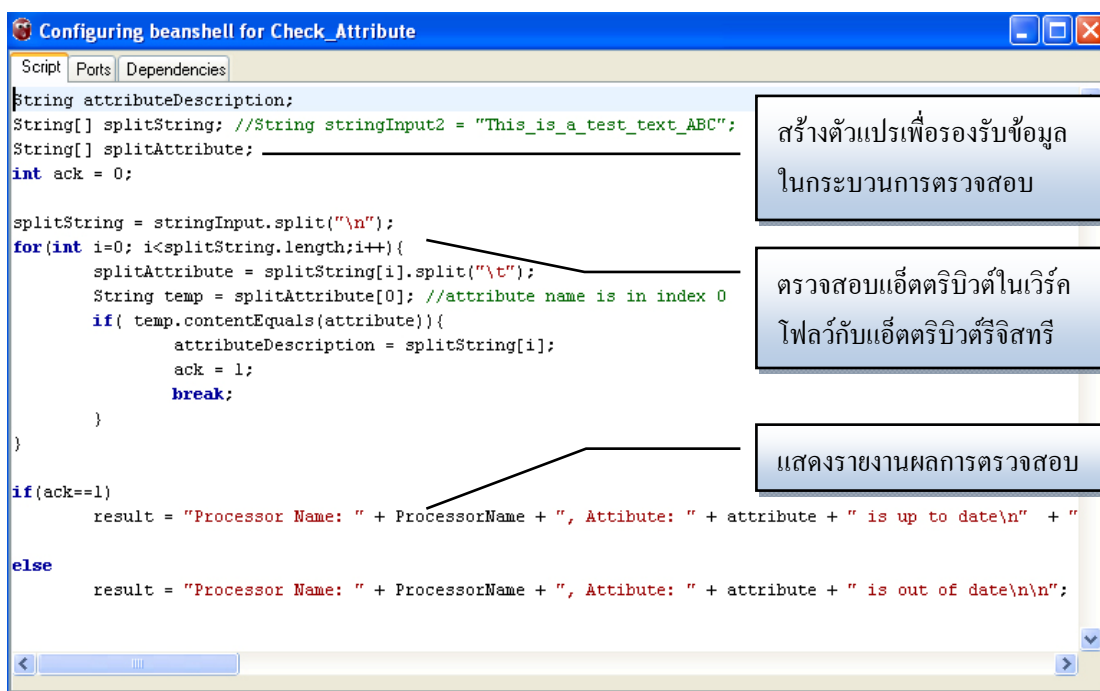 Configuring beanshell for Check_Attribute
Script Ports Dependencies
String attributeDescription;
String[] splitString; //String stringInput2 = "This_is_a_test_text_ABC";
String[] splitAttribute;
int ack = 0;
สร้างตัวแปรเพื่อรองรับข้อมูล
ในกระบวนการตรวจสอบ
splitString = stringInput.split("\n");
for(int i=0; i<splitString.length;i++){
splitAttribute = splitString[i].split("\t");
String temp = splitAttribute[0]; //attribute name is in index 0
if( temp.contentEquals(attribute)){
attributeDescription = splitString[i];
ack = 1;
break;
}
}
ตรวจสอบแอ็ตตริบิวต์ในเวิร์ค
โฟลว์กับแอ็ตตริบิวต์รีจิสทรี
แสดงรายงานผลการตรวจสอบ
if(ack==1)
result = "Processor Name: " + ProcessorName + ", Attibute: " + attribute + " is up to date\n" + "
else
result = "Processor Name: " + ProcessorName + ", Attibute: " + attribute + " is out of date\n\n";